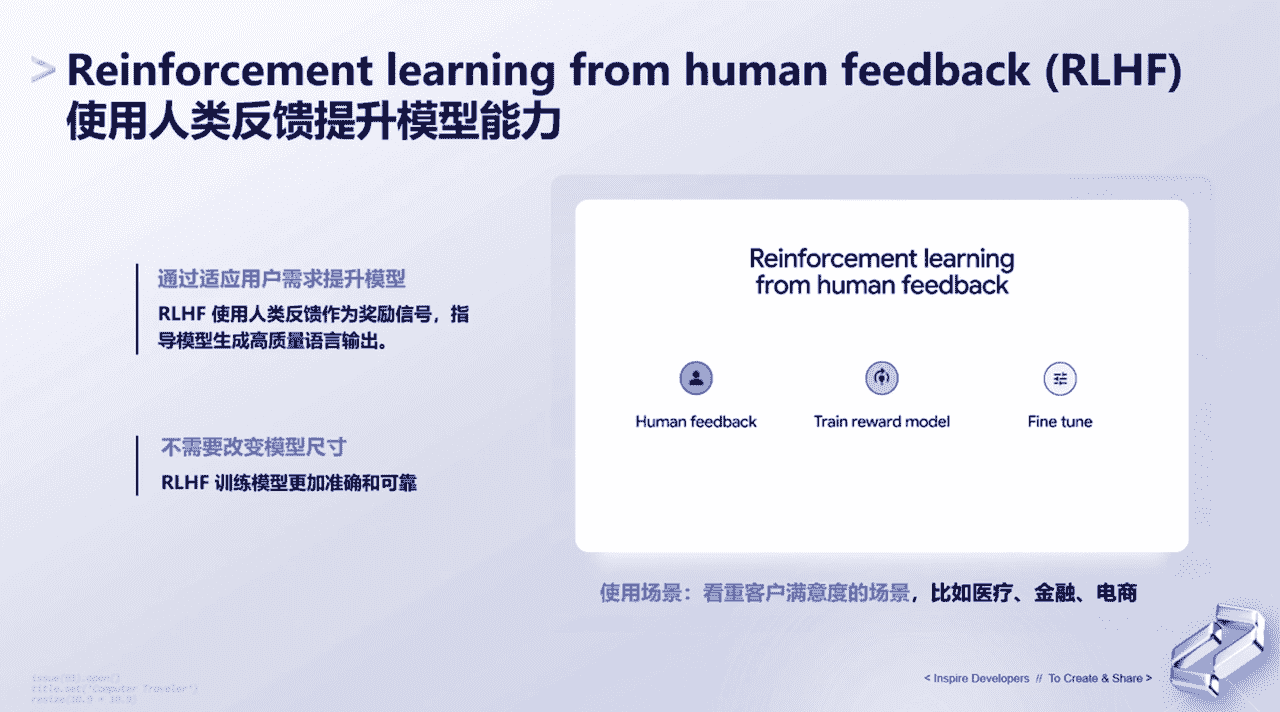 > Reinforcement learning from human feedback (RLHF)
使用人类反馈提升模型能力
通过适应用户需求提升模型
RLHF 使用人类反馈作为奖励信号，指
导模型生成高质量语言输出。
不需要改变模型尺寸
RLHF 训练模型更加准确和可靠
Reinforcement learning
from human feedback
Human feedback
Train reward model
Fine tune
使用场景：看重客户满意度的场景，比如医疗、金融、电商
title.set('Computer Traveler')
< Inspire Developers // To Create & Share >